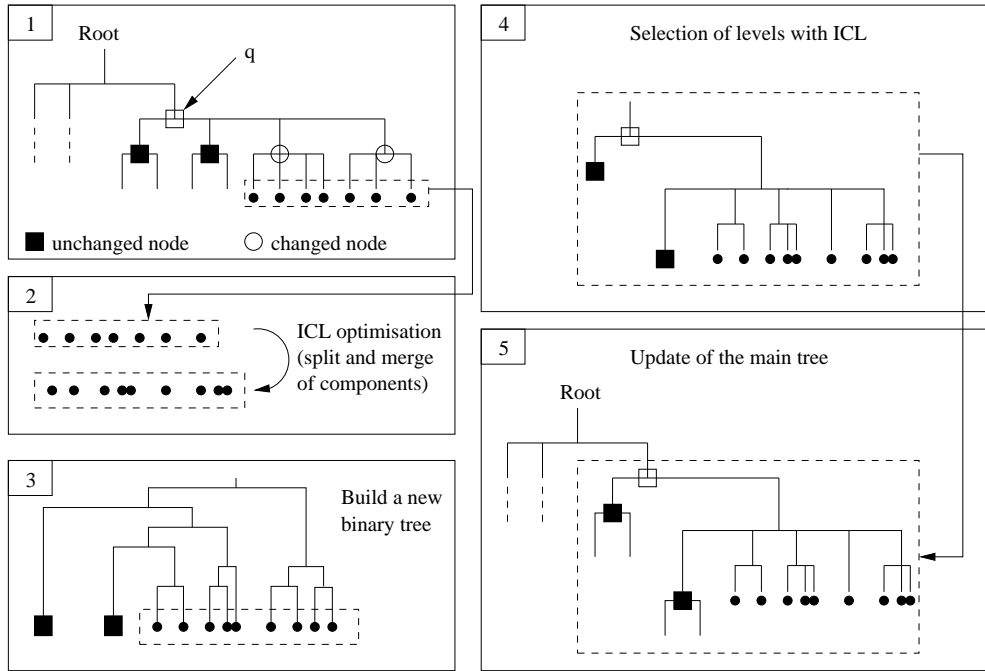 1
Root
q
unchanged node
changed node
2
ICL optimisation
(split and merge
of components)
3
Build a new
binary tree
4
Selection of levels with ICL
5
Update of the main tree
Root